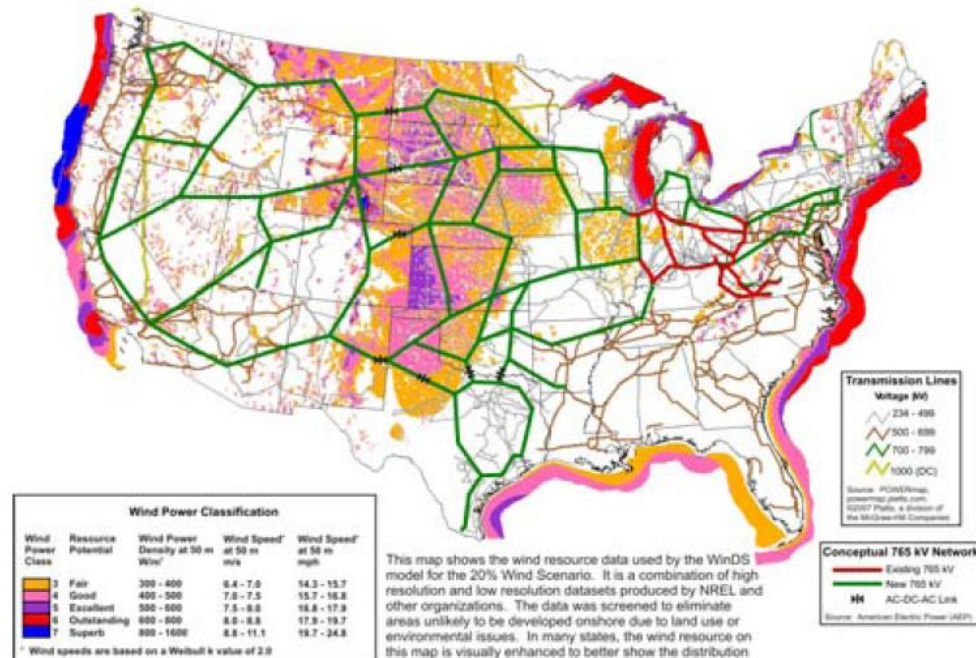 Transmission Lines
Voltage (kV)
234 - 499
500 - 699
700 - 799
1000 (DC)
Source: POWERmap,
powermap.platts.com
©2007 Platts, a division of
the McGraw-Hill Companies
Wind Power Classification
Wind Power Class Resource Potential Wind Power Density at 50 m W/m² Wind Speed* at 50 m m/s Wind Speed* at 50 m mph
3 Fair 300 - 400 6.4 - 7.0 14.3 - 15.7
4 Good 400 - 500 7.0 - 7.5 15.7 - 16.8
5 Excellent 500 - 600 7.5 - 8.0 16.8 - 17.9
6 Outstanding 600 - 800 8.0 - 8.8 17.9 - 19.7
7 Superb 800 - 1600 8.8 - 11.1 19.7 - 24.8
* Wind speeds are based on a Weibull k value of 2.0
This map shows the wind resource data used by the WinDS
model for the 20% Wind Scenario. It is a combination of high
resolution and low resolution datasets produced by NREL and
other organizations. The data was screened to eliminate
areas unlikely to be developed onshore due to land use or
environmental issues. In many states, the wind resource on
this map is visually enhanced to better show the distribution
Conceptual 765 kV Network
Existing 765 kV
New 765 kV
AC-DC-AC Link
Source: American Electric Power (AEP)